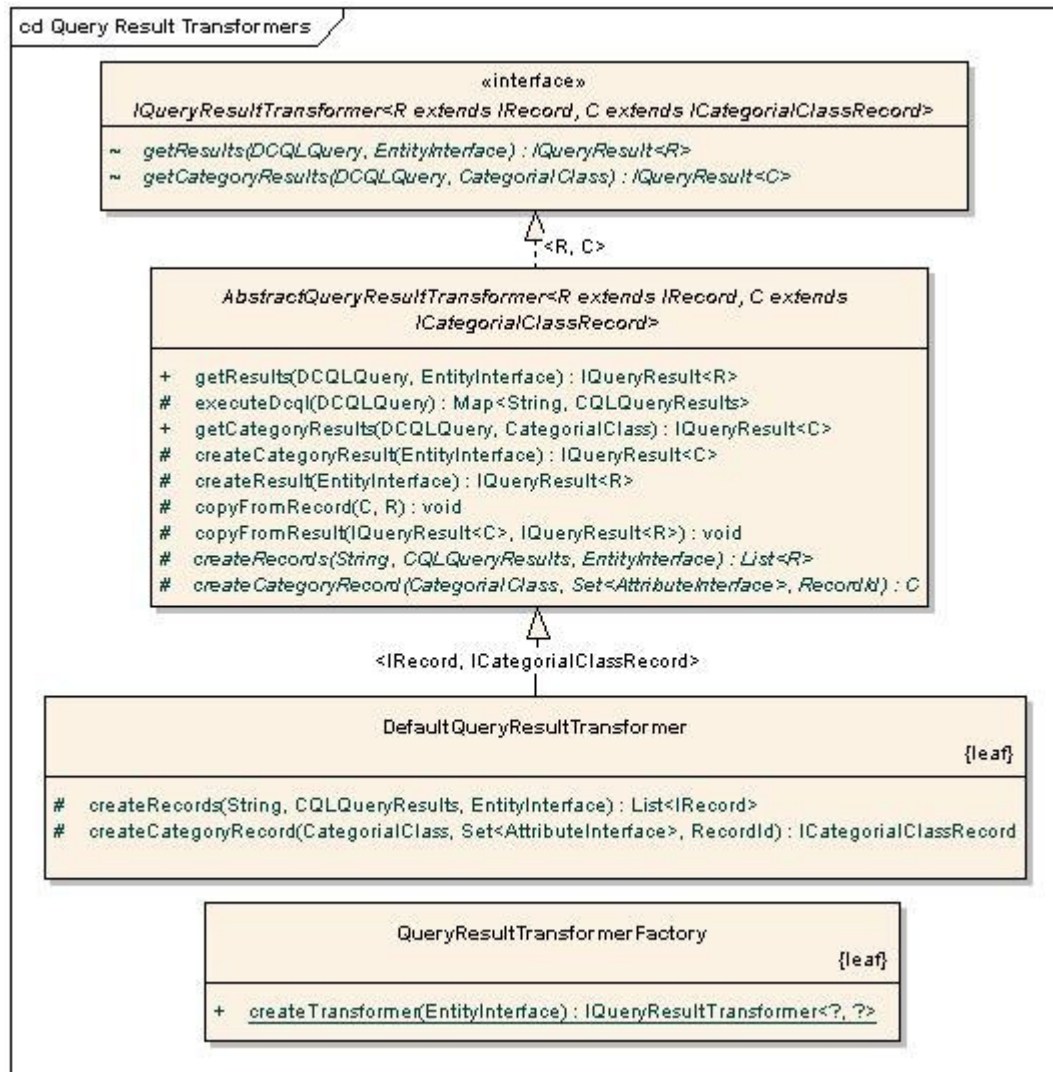 cd Query Result Transformers
«interface»
IQueryResultTransformer<R extends IRecord, C extends ICategorialClassRecord>
~ getResults(DCQLQuery, EntityInterface) : IQueryResult<R>
~ getCategoryResults(DCQLQuery, CategorialClass) : IQueryResult<C>
<R, C>
AbstractQueryResultTransformer<R extends IRecord, C extends
ICategorialClassRecord>
+ getResults(DCQLQuery, EntityInterface) : IQueryResult<R>
# executeDcql(DCQLQuery) : Map<String, CQLQueryResults>
+ getCategoryResults(DCQLQuery, CategorialClass) : IQueryResult<C>
# createCategoryResult(EntityInterface) : IQueryResult<C>
# createResult(EntityInterface) : IQueryResult<R>
# copyFromRecord(C, R) : void
# copyFromResult(IQueryResult<C>, IQueryResult<R>) : void
# createRecords(String, CQLQueryResults, EntityInterface) : List<R>
# createCategoryRecord(CategorialClass, Set<AttributeInterface>, RecordId) : C
<IRecord, ICategorialClassRecord>
DefaultQueryResultTransformer
{leaf}
# createRecords(String, CQLQueryResults, EntityInterface) : List<IRecord>
# createCategoryRecord(CategorialClass, Set<AttributeInterface>, RecordId) : ICategorialClassRecord
QueryResultTransformerFactory
{leaf}
+ createTransformer(EntityInterface) : IQueryResultTransformer<?, ?>